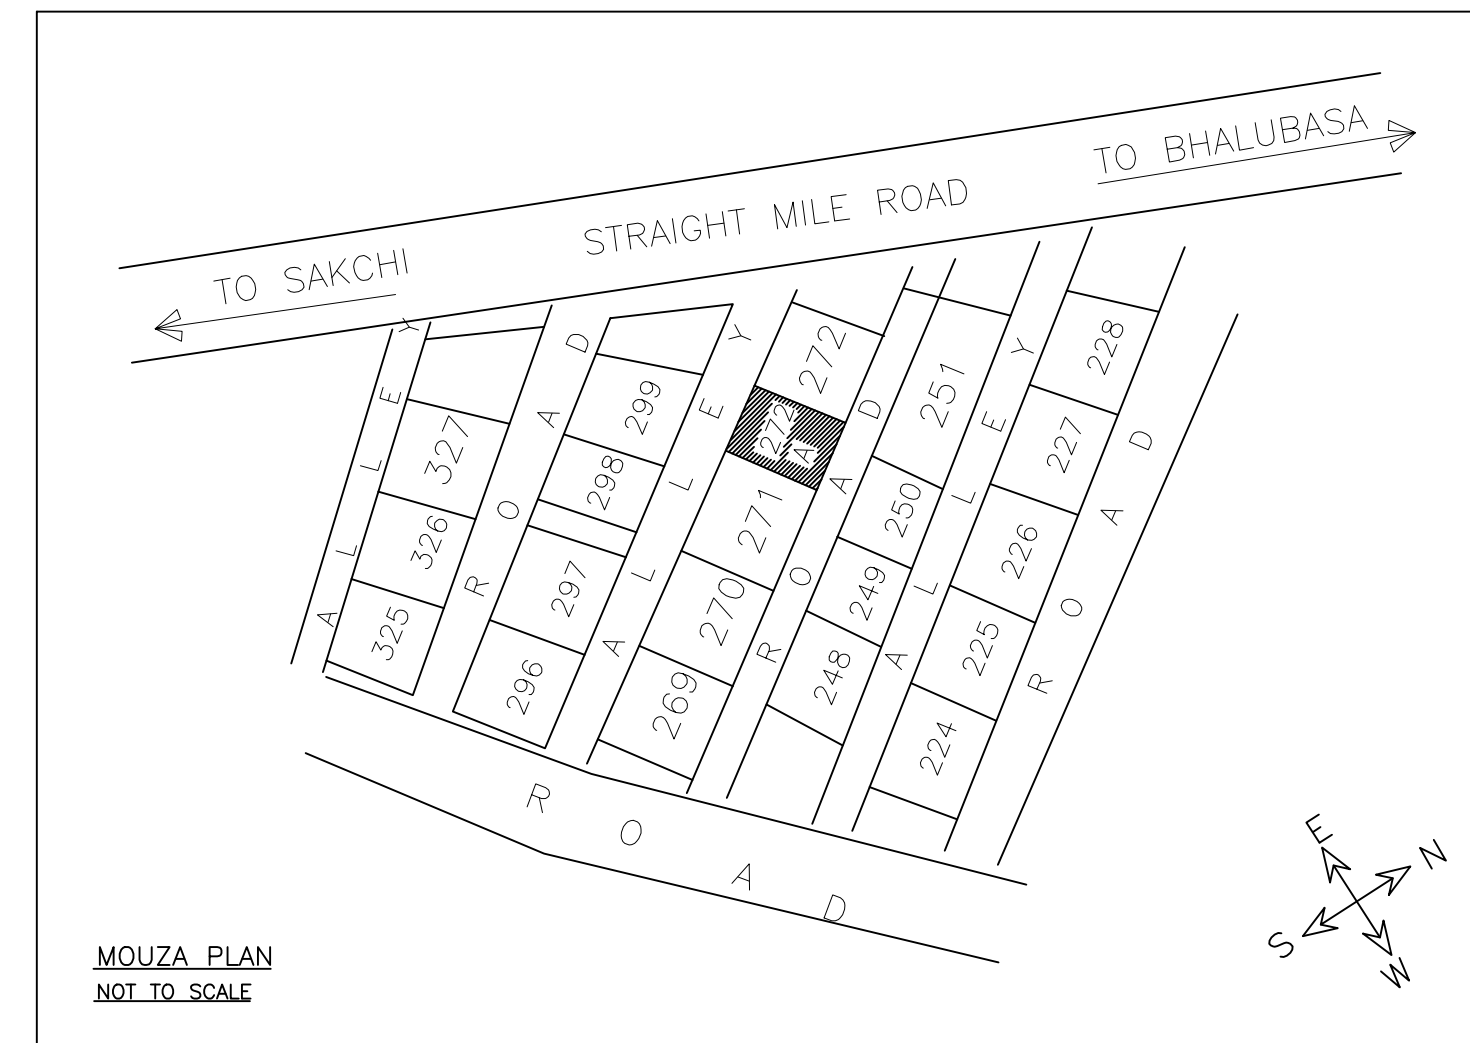 TO BHALUBASA
STRAIGHT MILE ROAD
TO SAKCHI
ALLEY
327
326
325
ROAD
299
298
297
296
ALLEY
272
272
A
271
270
269
ROAD
251
250
249
248
ALLEY
228
227
226
225
224
ROAD
ROAD
E
N
S
W
MOUZA PLAN
NOT TO SCALE